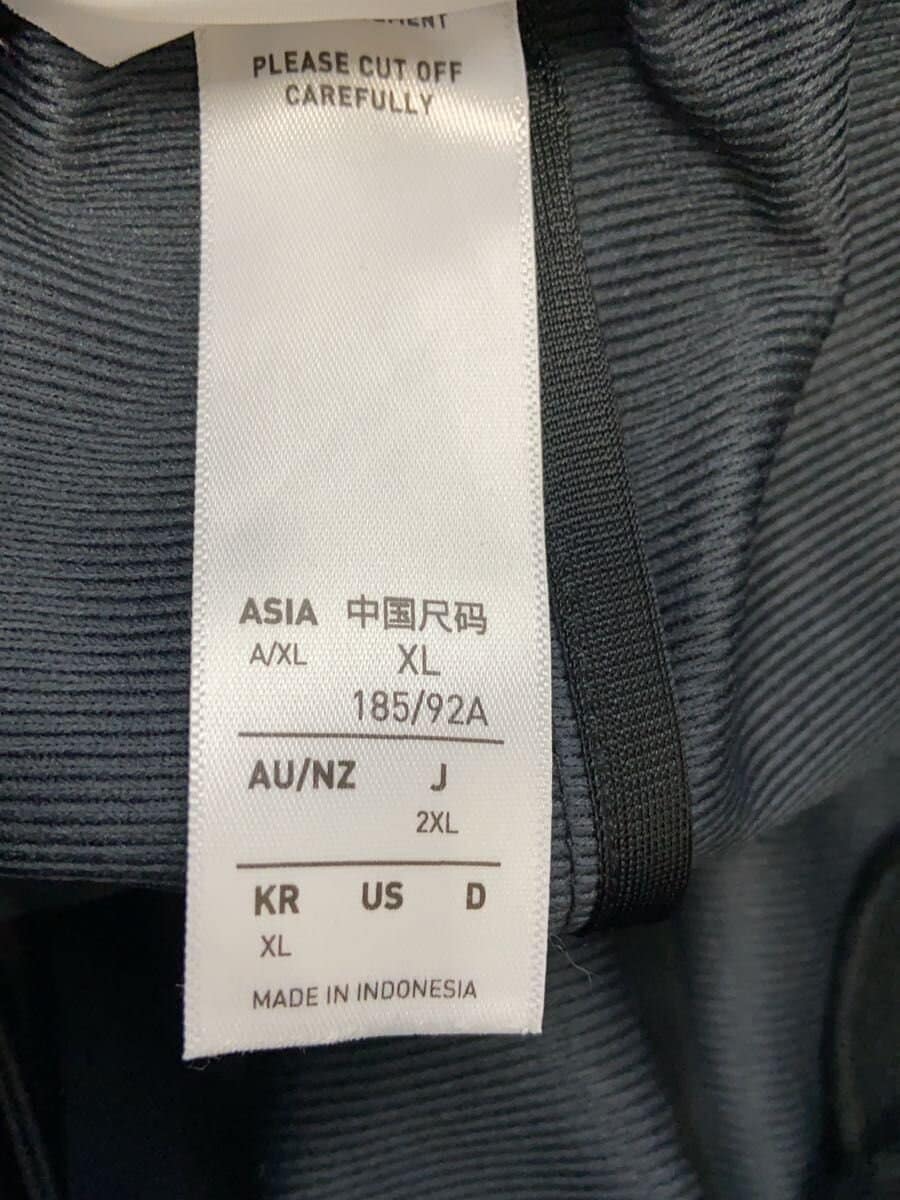 PLEASE CUT OFF
CAREFULLY
ASIA 中国尺码
A/XL XL
185/92A
AU/NZ J
2XL
KR US D
XL
MADE IN INDONESIA